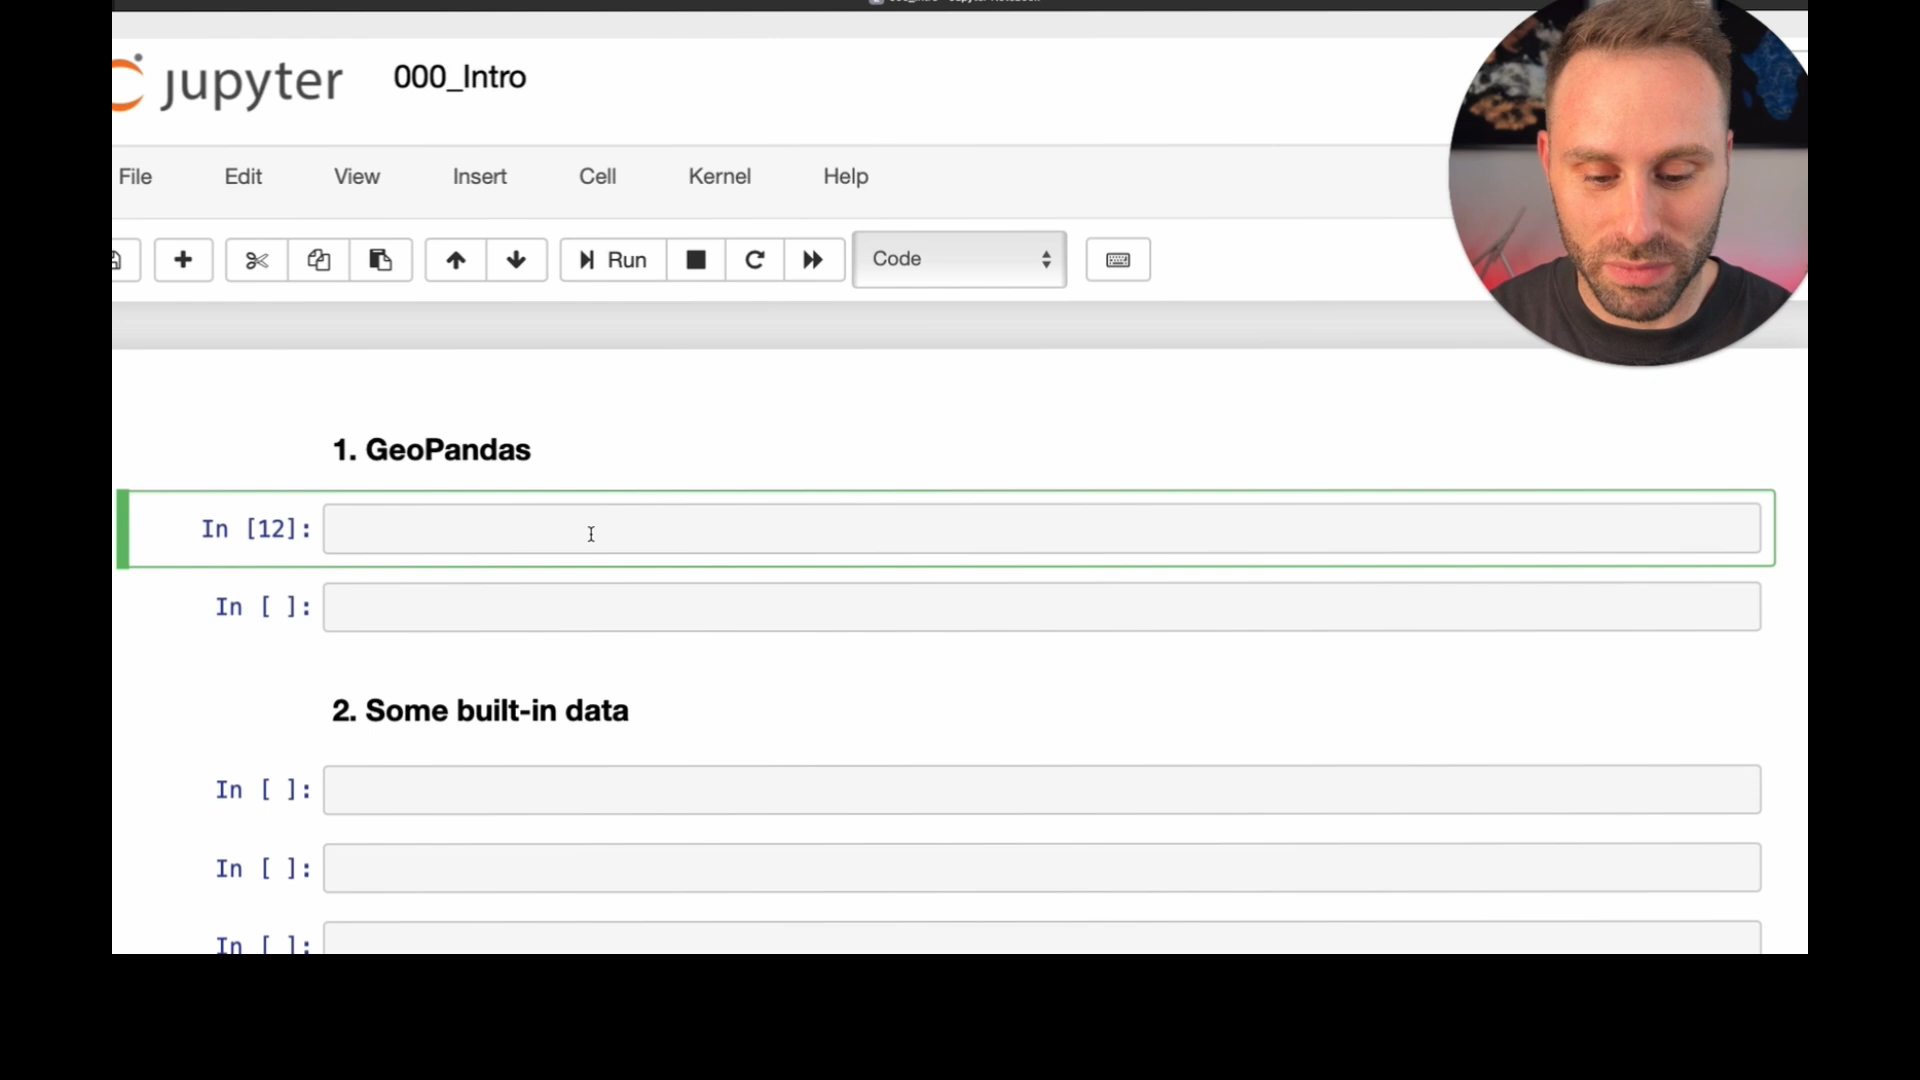 jupyter 000_Intro
File Edit View Insert Cell Kernel Help
Run Code
1. GeoPandas
In [12]:
In [ ]:
2. Some built-in data
In [ ]:
In [ ]:
In [ ]: